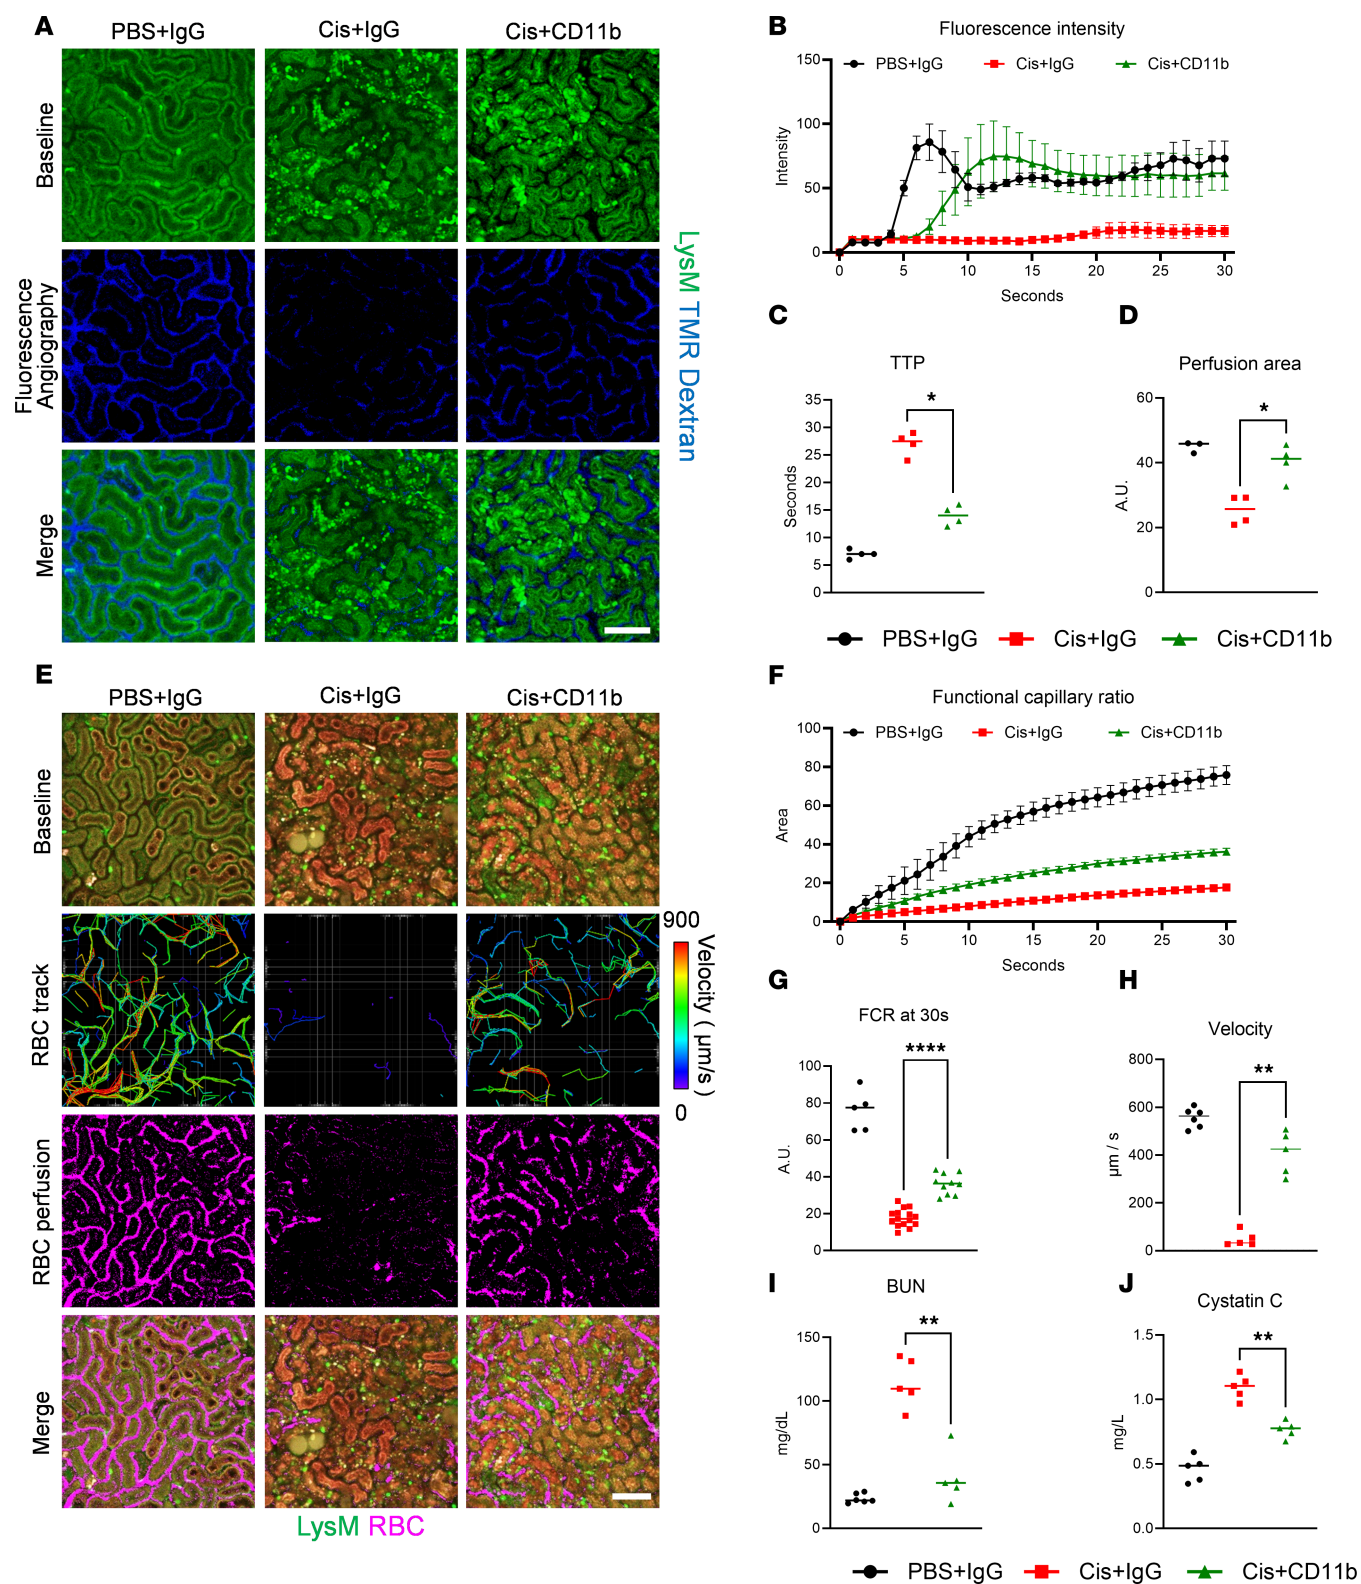 A
PBS+IgG
Cis+IgG
Cis+CD11b
Baseline
Fluorescence
Angiography
Merge
LysM TMR Dextran
B
Fluorescence intensity
PBS+IgG
Cis+IgG
Cis+CD11b
Intensity
150
100
50
0
0
5
10
15
20
25
30
Seconds
C
TTP
*
Seconds
35
30
25
20
15
10
5
0
D
Perfusion area
*
A.U.
60
40
20
0
PBS+IgG
Cis+IgG
Cis+CD11b
E
PBS+IgG
Cis+IgG
Cis+CD11b
Baseline
RBC track
RBC perfusion
Merge
900
Velocity ( µm/s )
0
LysM RBC
F
Functional capillary ratio
PBS+IgG
Cis+IgG
Cis+CD11b
Area
100
80
60
40
20
0
0
5
10
15
20
25
30
Seconds
G
FCR at 30s
****
A.U.
100
80
60
40
20
0
H
Velocity
**
µm / s
800
600
400
200
0
I
BUN
**
mg/dL
150
100
50
0
J
Cystatin C
**
mg/L
1.5
1.0
0.5
0.0
PBS+IgG
Cis+IgG
Cis+CD11b